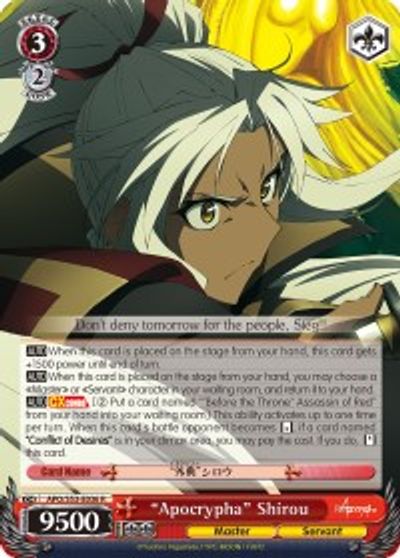 3
2
Don't deny tomorrow for the people, Sieg!!
AUTO When this card is placed on the stage from your hand, this card gets
+1500 power until end of turn.
AUTO When this card is placed on the stage from your hand, you may choose a
«Master» or «Servant» character in your waiting room, and return it to your hand.
AUTO CXCOMBO [② Put a card named "“Before the Throne” Assassin of Red" from your hand into your waiting room] This ability activates up to one time
per turn. When this card's battle opponent becomes, if a card named
"Conflict of Desires" is in your climax area, you may pay the cost. If you do,
Card Name
"外典"シロウ
9500
"Apocrypha" Shirou
Master
Servant